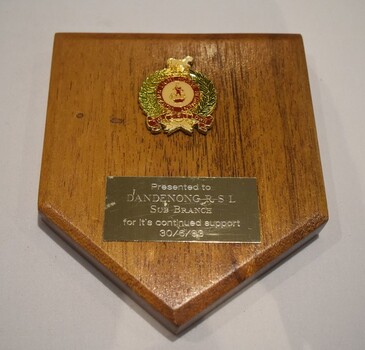 Presented to
DANDENONG R S L
SUB-BRANCH
for it's continued support
30/6/93